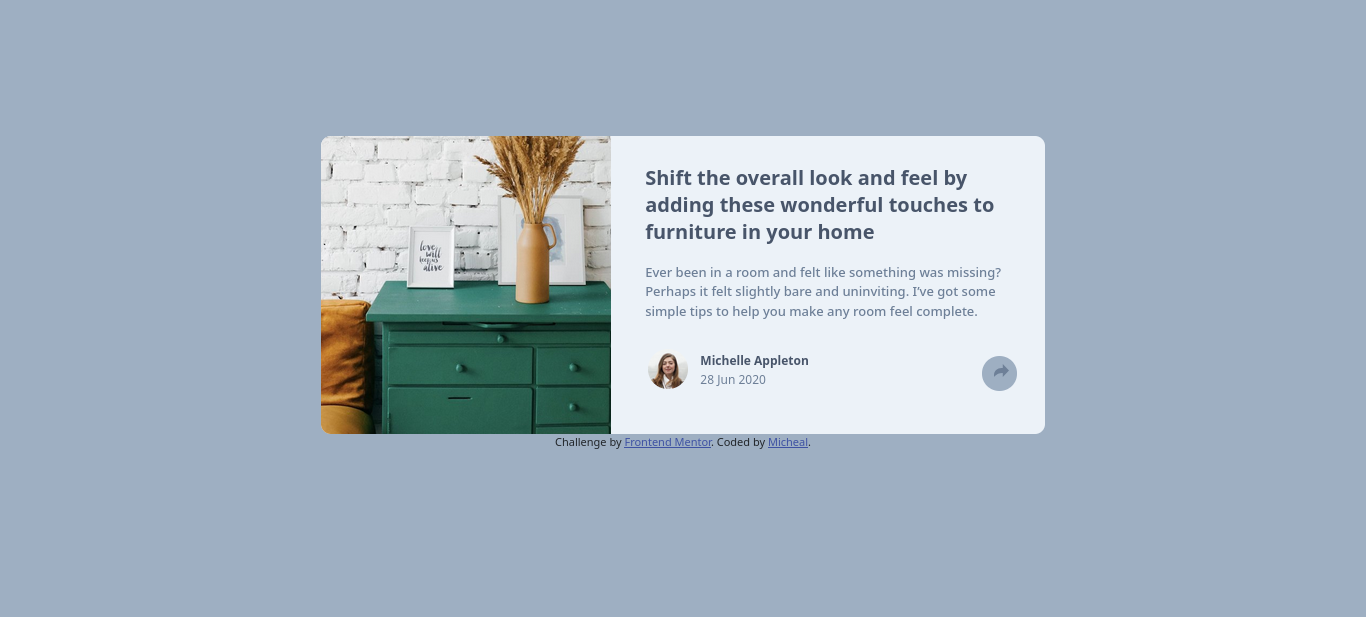 love
will
keep us
alive
Shift the overall look and feel by
adding these wonderful touches to
furniture in your home
Ever been in a room and felt like something was missing?
Perhaps it felt slightly bare and uninviting. I’ve got some
simple tips to help you make any room feel complete.
Michelle Appleton
28 Jun 2020
Challenge by Frontend Mentor. Coded by Micheal.